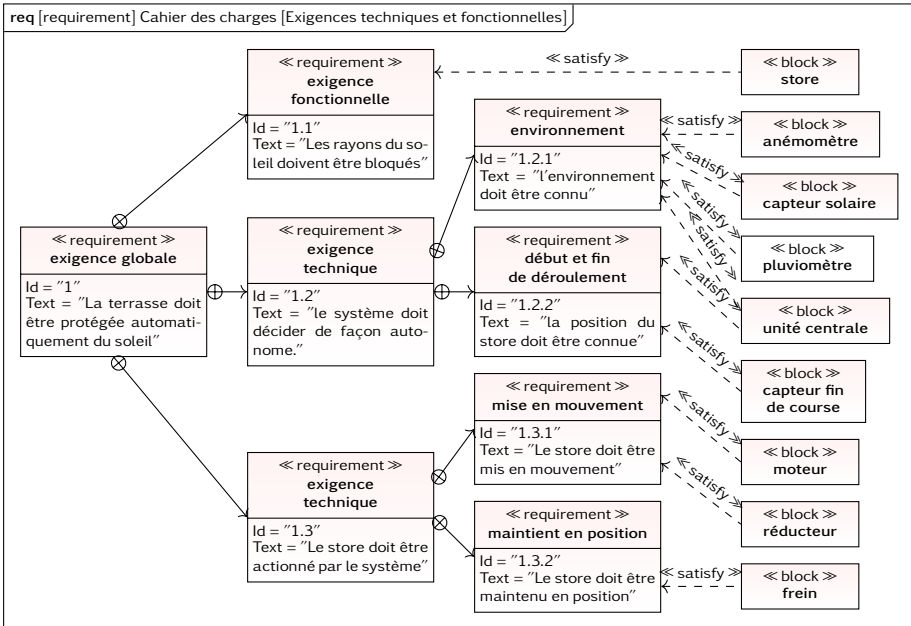 req [requirement] Cahier des charges [Exigences techniques et fonctionnelles]
≪ requirement ≫
exigence
fonctionnelle
Id = "1.1"
Text = "Les rayons du so-
leil doivent être bloqués"
≪ satisfy ≫
≪ block ≫
store
≪ requirement ≫
environnement
Id = "1.2.1"
Text = "l'environnement
doit être connu"
≪ satisfy ≫
≪ block ≫
anémomètre
≪ satisfy ≫
≪ block ≫
capteur solaire
≪ satisfy ≫
≪ block ≫
pluviomètre
≪ satisfy ≫
≪ block ≫
unité centrale
≪ requirement ≫
exigence globale
Id = "1"
Text = "La terrasse doit
être protégée automati-
quement du soleil"
≪ requirement ≫
exigence
technique
Id = "1.2"
Text = "le système doit
décider de façon auto-
nome."
≪ requirement ≫
début et fin
de déroulement
Id = "1.2.2"
Text = "la position du
store doit être connue"
≪ satisfy ≫
≪ satisfy ≫
≪ block ≫
capteur fin
de course
≪ requirement ≫
mise en mouvement
Id = "1.3.1"
Text = "Le store doit être
mis en mouvement"
≪ satisfy ≫
≪ block ≫
moteur
≪ satisfy ≫
≪ block ≫
réducteur
≪ requirement ≫
exigence
technique
Id = "1.3"
Text = "Le store doit être
actionné par le système"
≪ requirement ≫
maintient en position
Id = "1.3.2"
Text = "Le store doit être
maintenu en position"
≪ satisfy ≫
≪ block ≫
frein